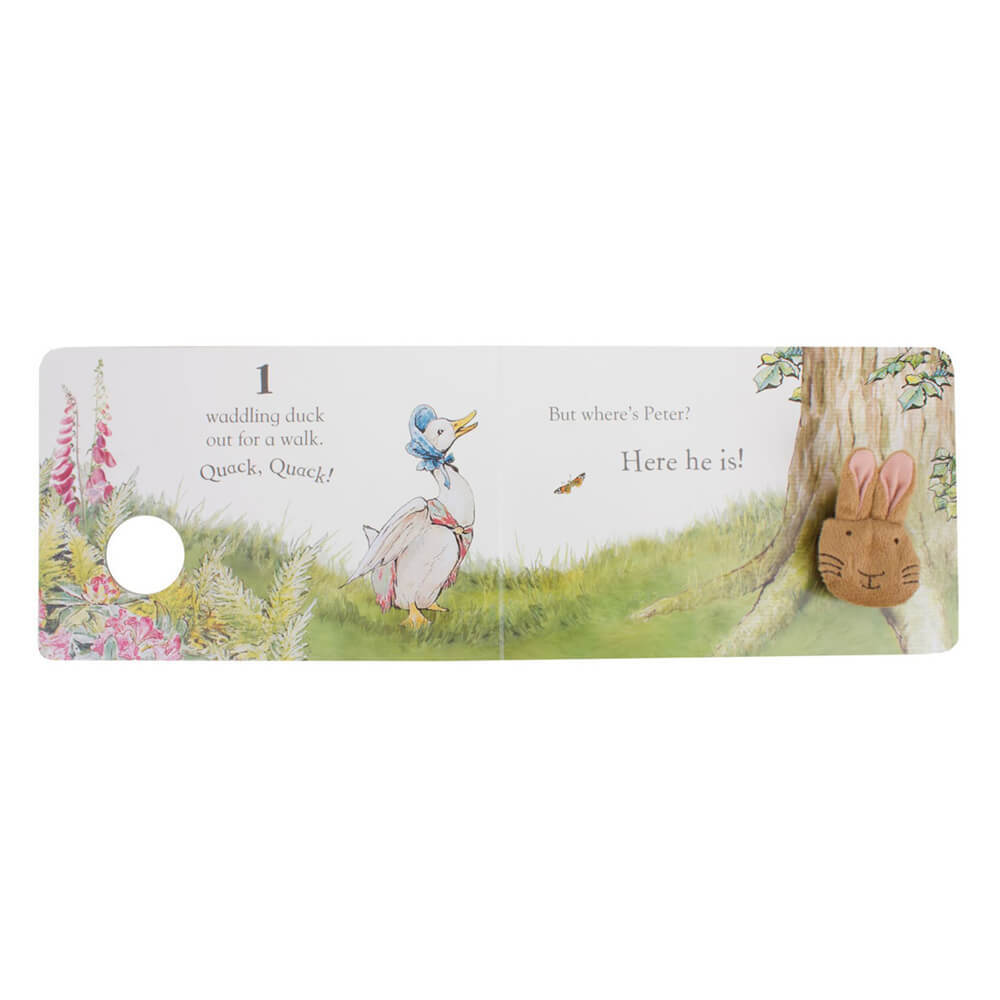 1
waddling duck
out for a walk.
Quack, Quack!
But where's Peter?
Here he is!